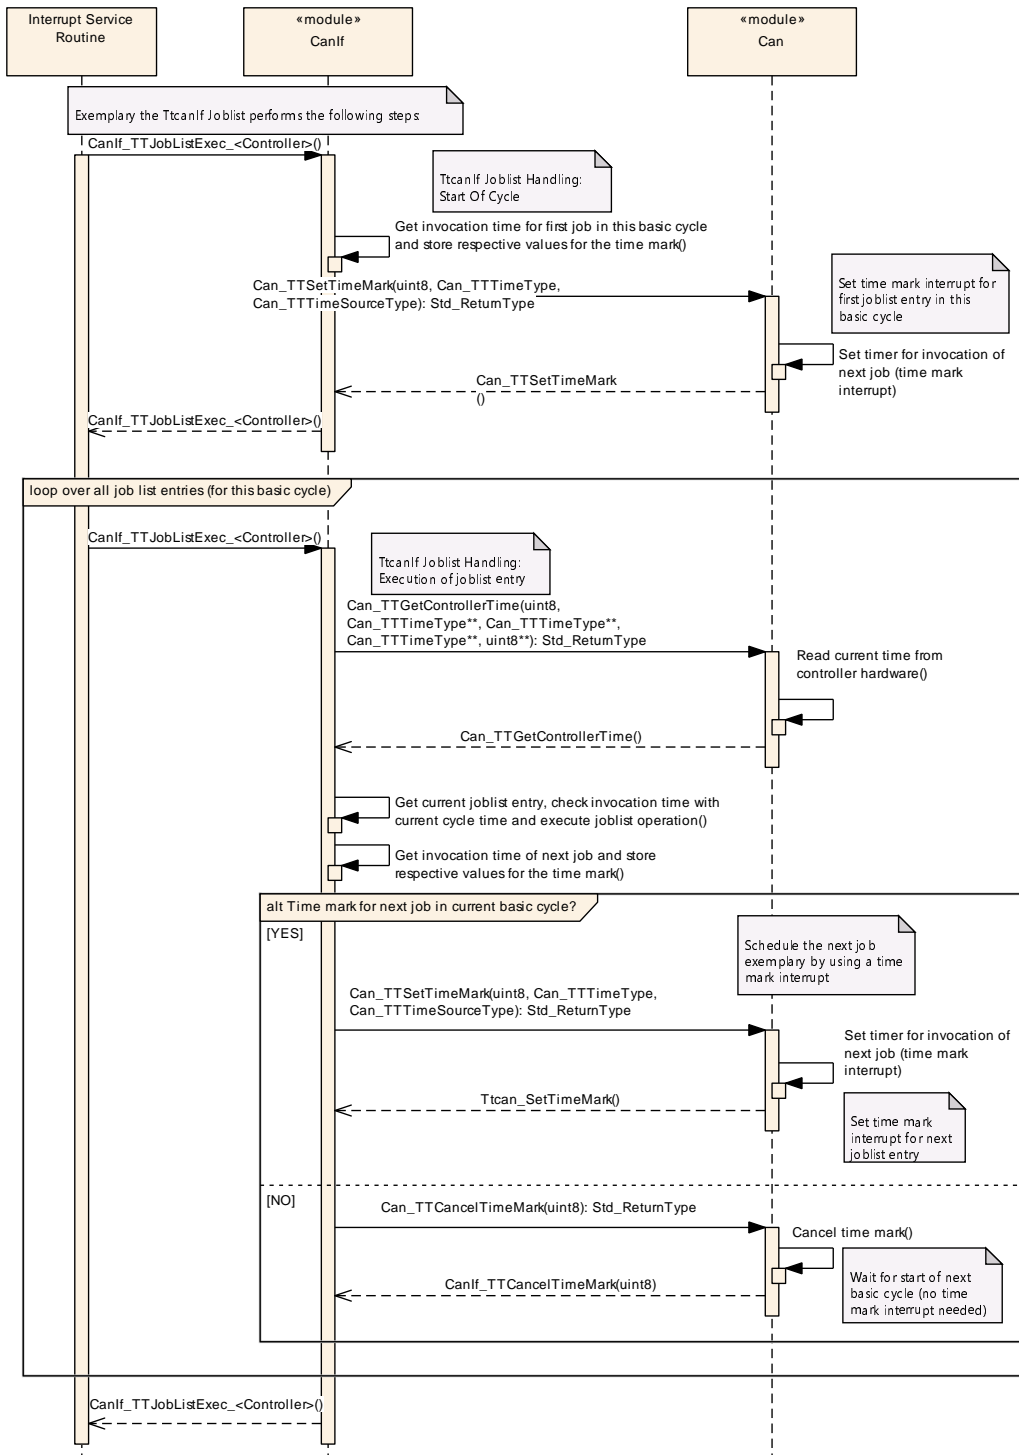 Interrupt Service
Routine
«module»
CanIf
«module»
Can
Exemplary the TtcanIf Joblist performs the following steps:
CanIf_TTJobListExec_<Controller>()
TtcanIf Joblist Handling:
Start Of Cycle
Get invocation time for first job in this basic cycle
and store respective values for the time mark()
Can_TTSetTimeMark(uint8, Can_TTTimeType,
Can_TTTimeSourceType): Std_ReturnType
Set time mark interrupt for
first joblist entry in this
basic cycle
Set timer for invocation of
next job (time mark
interrupt)
Can_TTSetTimeMark
()
CanIf_TTJobListExec_<Controller>()
loop over all job list entries (for this basic cycle)
CanIf_TTJobListExec_<Controller>()
TtcanIf Joblist Handling:
Execution of joblist entry
Can_TTGetControllerTime(uint8,
Can_TTTimeType**, Can_TTTimeType**,
Can_TTTimeType**, uint8**): Std_ReturnType
Read current time from
controller hardware()
Can_TTGetControllerTime()
Get current joblist entry, check invocation time with
current cycle time and execute joblist operation()
Get invocation time of next job and store
respective values for the time mark()
alt Time mark for next job in current basic cycle?
[YES]
Schedule the next job
exemplary by using a time
mark interrupt
Can_TTSetTimeMark(uint8, Can_TTTimeType,
Can_TTTimeSourceType): Std_ReturnType
Set timer for invocation of
next job (time mark
interrupt)
Ttcan_SetTimeMark()
Set time mark
interrupt for next
joblist entry
[NO]
Can_TTCancelTimeMark(uint8): Std_ReturnType
Cancel time mark()
Wait for start of next
basic cycle (no time
mark interrupt needed)
CanIf_TTCancelTimeMark(uint8)
CanIf_TTJobListExec_<Controller>()